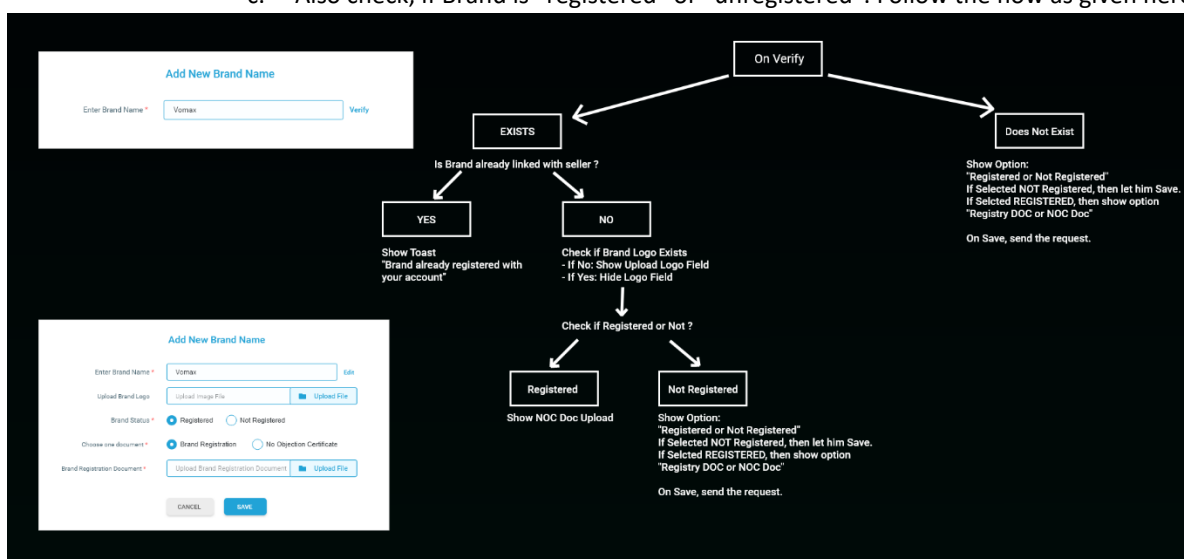 c. Also check, if Brand is "registered" or "unregistered". Follow the flow as given here
Add New Brand Name
Enter Brand Name *
Vomax
Verify
On Verify
EXISTS
Does Not Exist
Is Brand already linked with seller ?
Show Option:
"Registered or Not Registered"
If Selected NOT Registered, then let him Save.
If Selcted REGISTERED, then show option
"Registry DOC or NOC Doc"
On Save, send the request.
YES
NO
Show Toast
"Brand already registered with
your account"
Check if Brand Logo Exists
- If No: Show Upload Logo Field
- If Yes: Hide Logo Field
Check if Registered or Not ?
Registered
Not Registered
Show NOC Doc Upload
Show Option:
"Registered or Not Registered"
If Selected NOT Registered, then let him Save.
If Selcted REGISTERED, then show option
"Registry DOC or NOC Doc"
On Save, send the request.
Add New Brand Name
Enter Brand Name *
Vomax
Edit
Upload Brand Logo
Upload Image File
Upload File
Brand Status *
Registered
Not Registered
Choose one document *
Brand Registration
No Objection Certificate
Brand Registration Document *
Upload Brand Registration Document
Upload File
CANCEL
SAVE